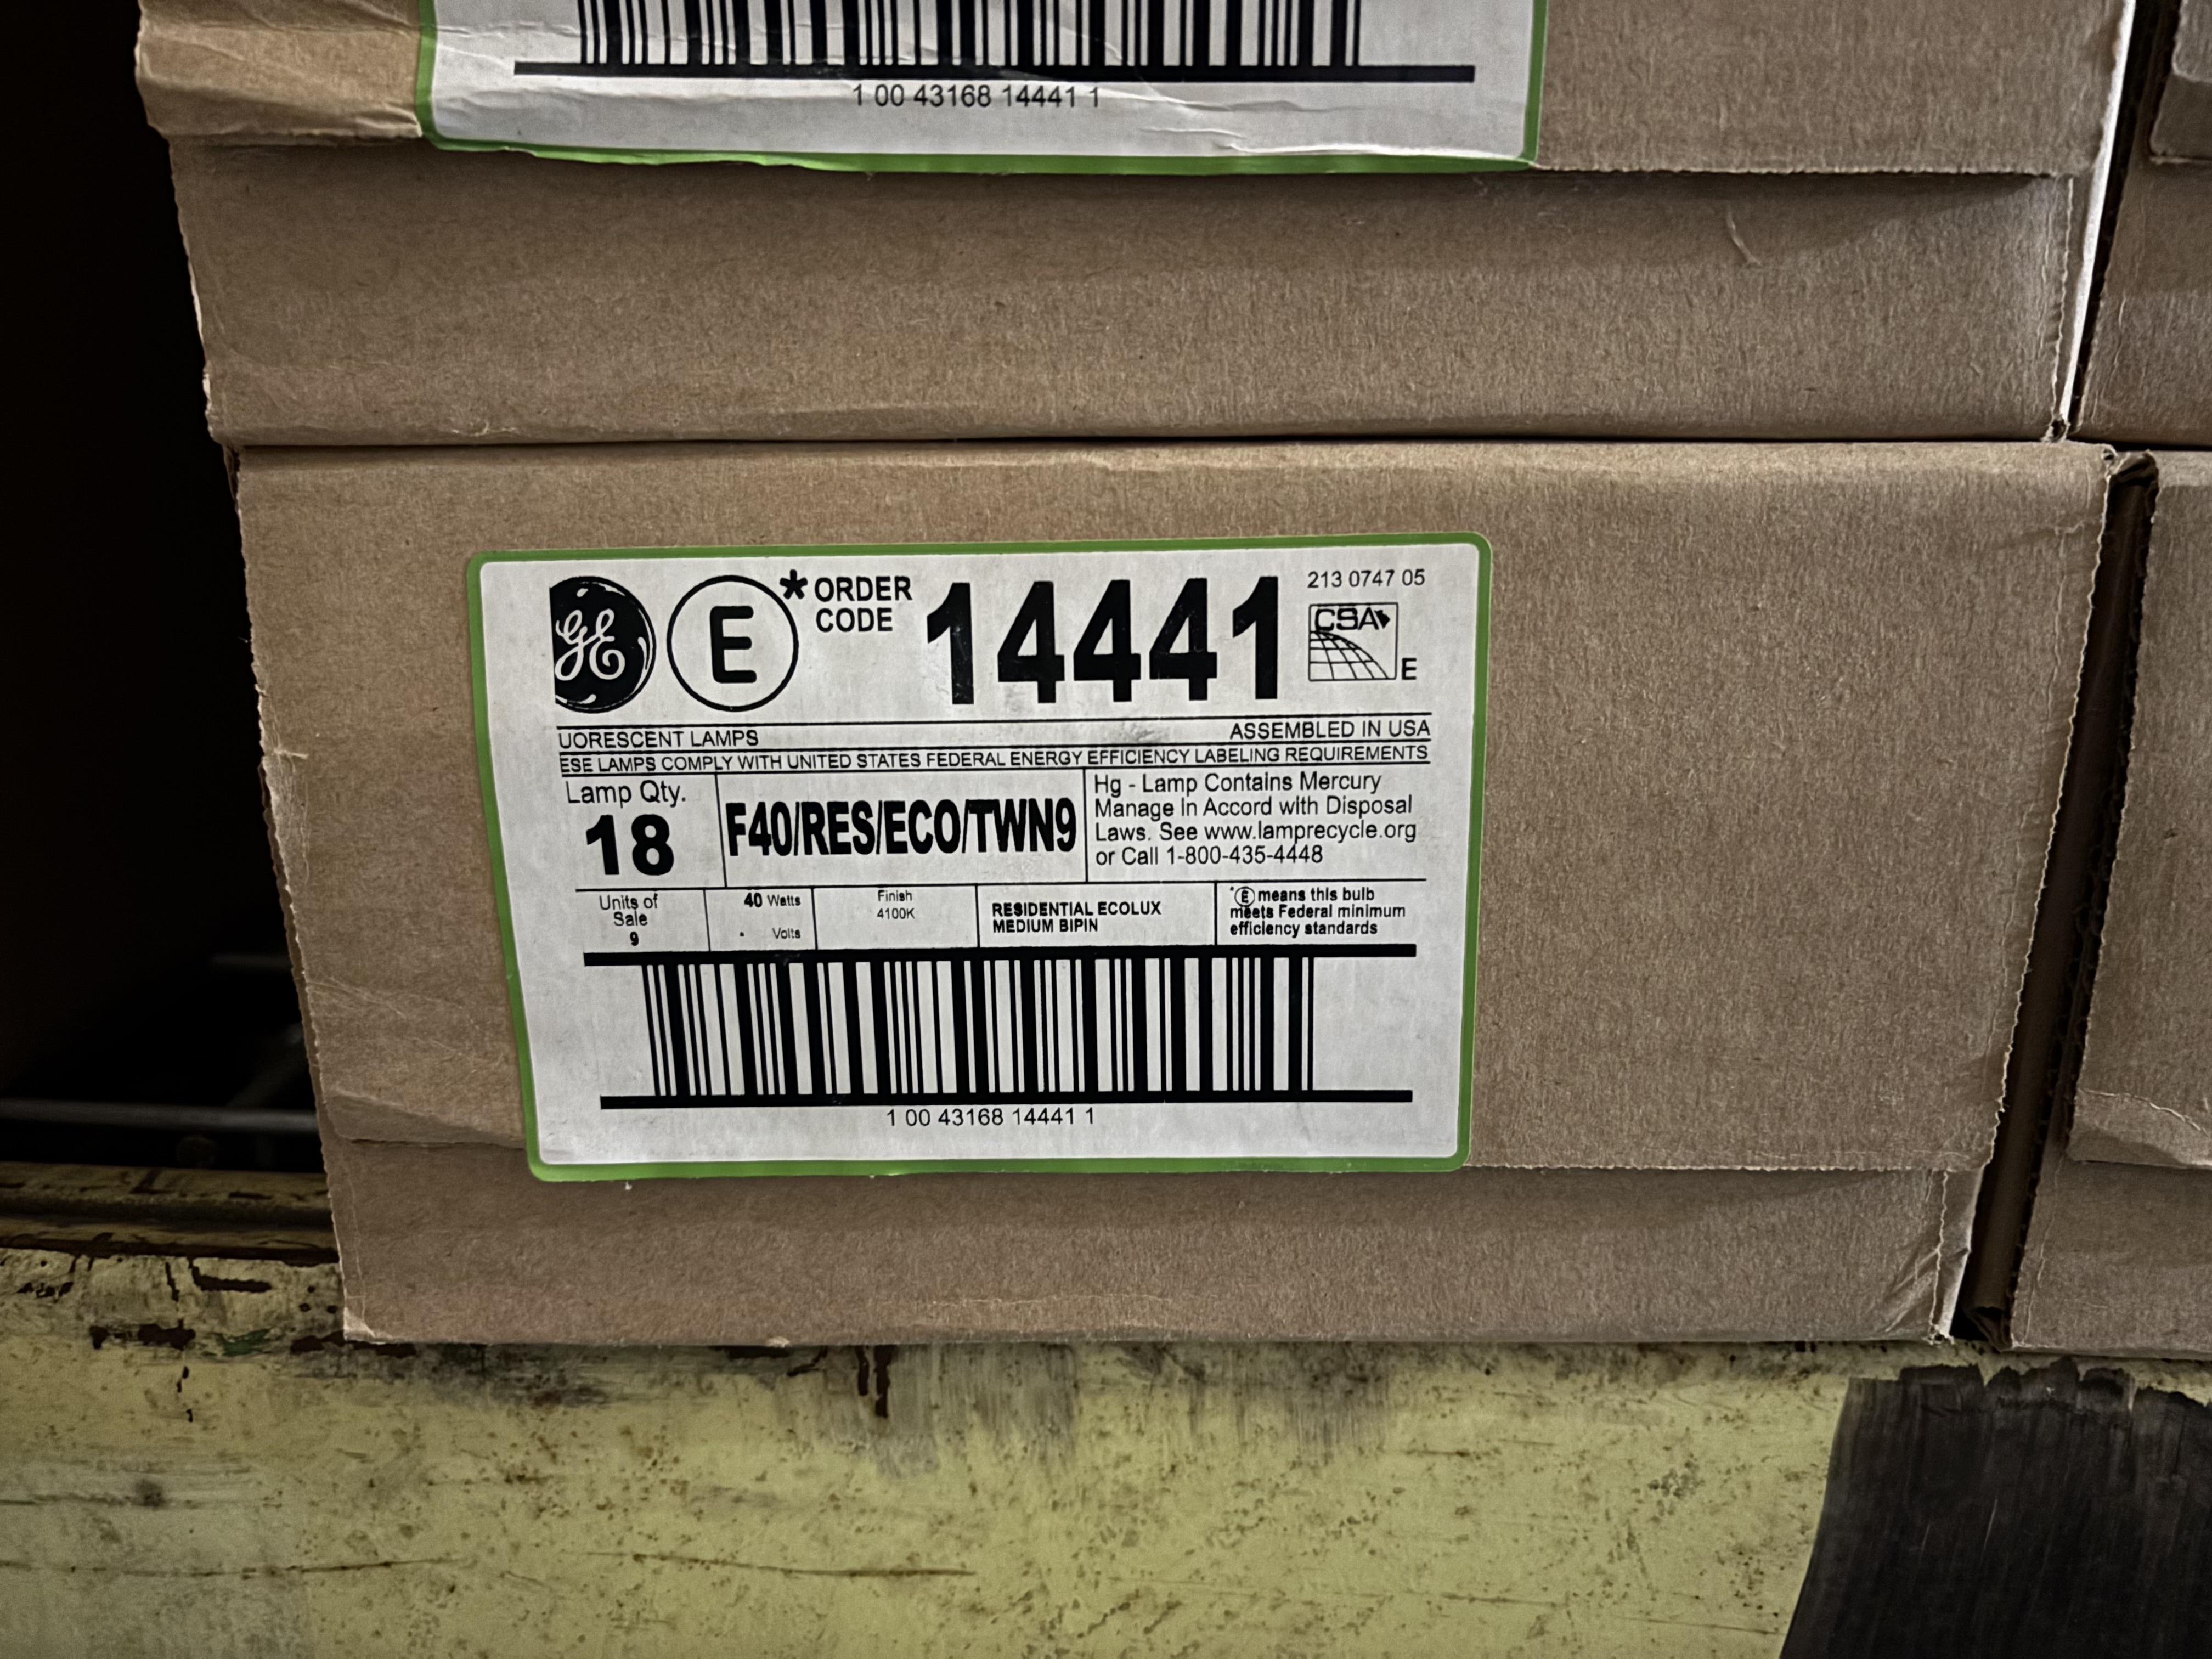 1 00 43168 14441 1
GE E * ORDER CODE 14441
213 0747 05
CSA E
UORESCENT LAMPS ASSEMBLED IN USA
ESE LAMPS COMPLY WITH UNITED STATES FEDERAL ENERGY EFFICIENCY LABELING REQUIREMENTS
Lamp Qty.
18
F40/RES/ECO/TWN9
Hg - Lamp Contains Mercury
Manage in Accord with Disposal
Laws. See www.lamprecycle.org
or Call 1-800-435-4448
Units of
Sale
9
40 Watts
Volts
Finish
4100K
RESIDENTIAL ECOLUX
MEDIUM BIPIN
*E means this bulb
meets Federal minimum
efficiency standards
1 00 43168 14441 1